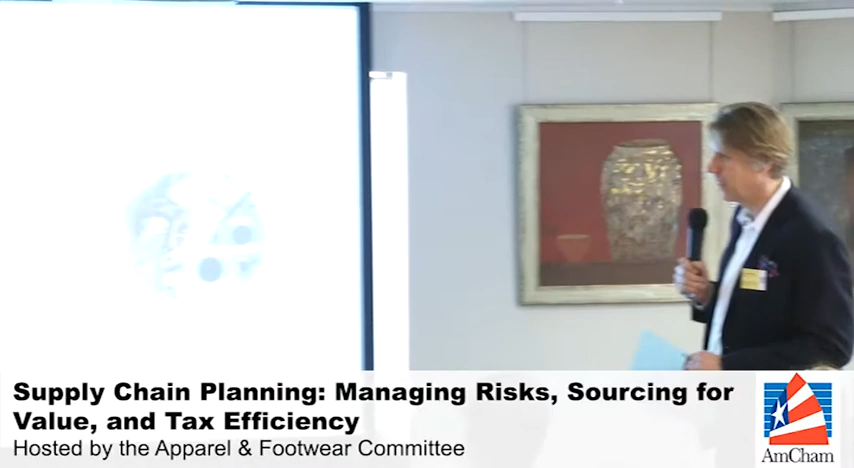 Supply Chain Planning: Managing Risks, Sourcing for
Value, and Tax Efficiency
Hosted by the Apparel & Footwear Committee
AmCham